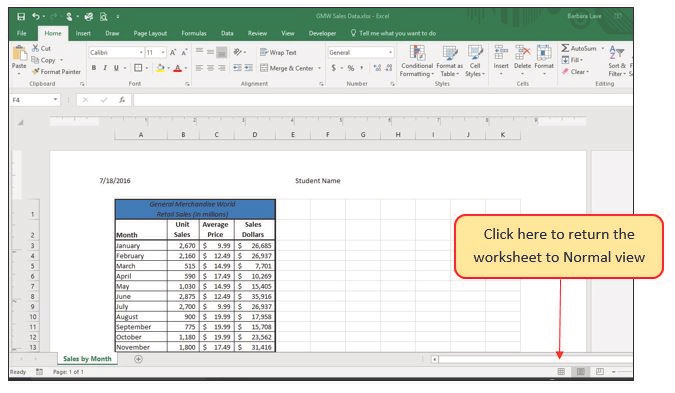 GMW Sales Data.xlsx - Excel
Barbara Lave
File Home Insert Draw Page Layout Formulas Data Review View Developer Tell me what you want to do
Cut
Copy
Format Painter
Paste
Clipboard
Calibri 11
B I U
Font
Wrap Text
Merge & Center
Alignment
General
$ % ,
Number
Conditional Formatting
Format as Table
Cell Styles
Styles
Insert Delete Format
Cells
AutoSum
Fill
Clear
Sort &
Filter
Editing
F4
fx
A B C D E F G H I J K
7/18/2016
Student Name
General Merchandise World
1 Retail Sales (in millions)
Unit Average Sales
2 Month Sales Price Dollars
3 January 2,670 $ 9.99 $ 26,685
4 February 2,160 $ 12.49 $ 26,937
5 March 515 $ 14.99 $ 7,701
6 April 590 $ 17.49 $ 10,269
7 May 1,030 $ 14.99 $ 15,405
8 June 2,875 $ 12.49 $ 35,916
9 July 2,700 $ 9.99 $ 26,937
10 August 900 $ 19.99 $ 17,958
11 September 775 $ 19.99 $ 15,708
12 October 1,180 $ 19.99 $ 23,562
13 November 1,800 $ 17.49 $ 31,416
Click here to return the
worksheet to Normal view
Sales by Month
Ready Page: 1 of 1